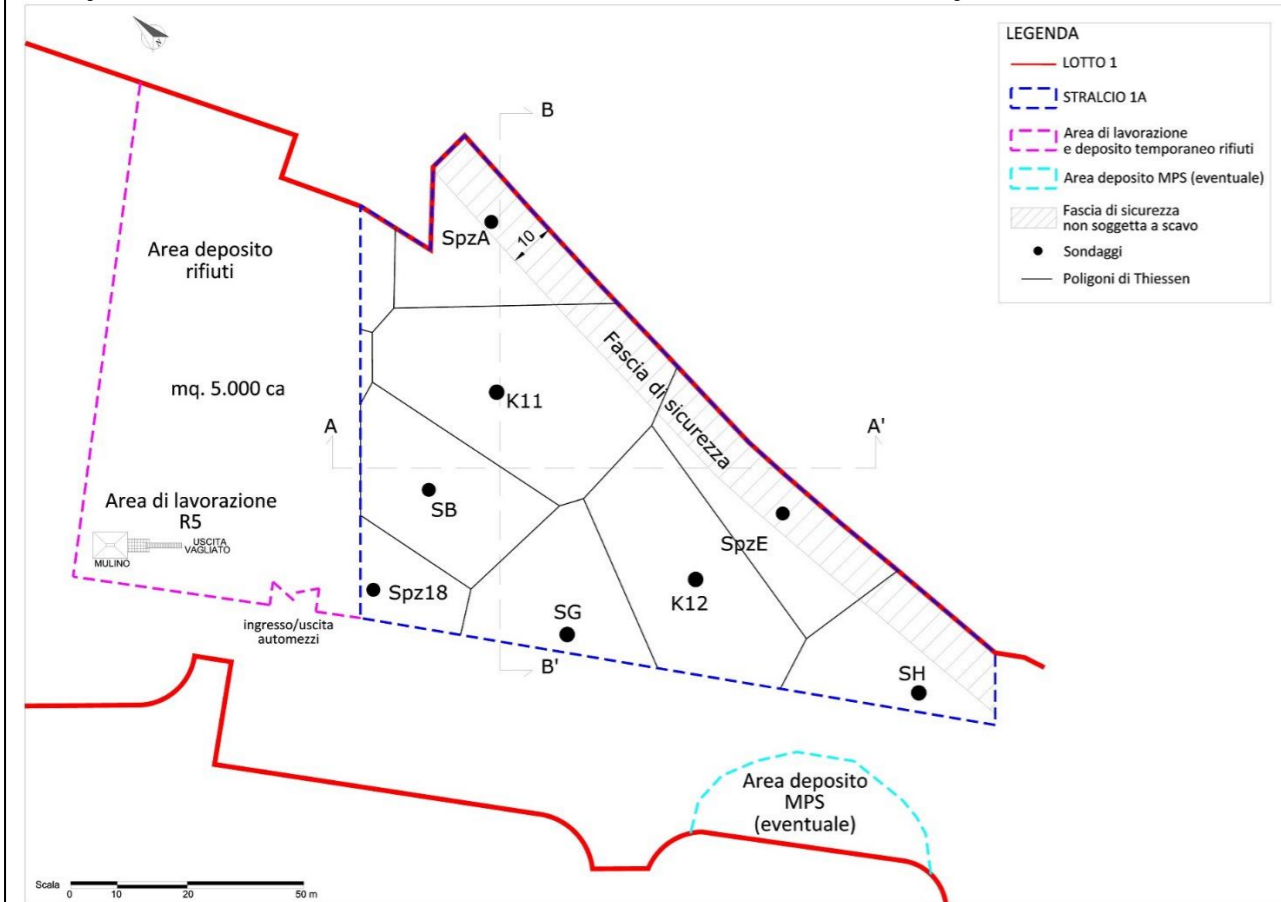 LEGENDA
LOTTO 1
STRALCIO 1A
Area di lavorazione
e deposito temporaneo rifiuti
Area deposito MPS (eventuale)
Fascia di sicurezza
non soggetta a scavo
Sondaggi
Poligoni di Thiessen
N
B
SpzA
10
Area deposito
rifiuti
Fascia di sicurezza
mq. 5.000 ca
K11
A
A'
SB
Area di lavorazione
R5
USCITA
VAGLIATO
MULINO
SpzE
Spz18
K12
ingresso/uscita
automezzi
SG
B'
SH
Area deposito
MPS
(eventuale)
Scala
0 10 20 50 m